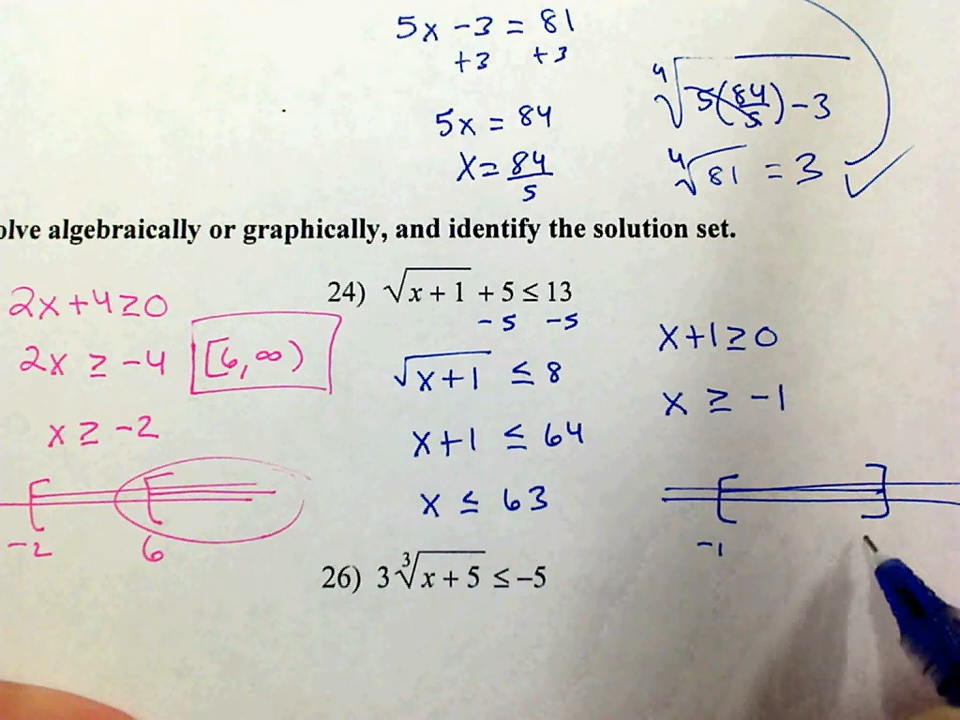 5x - 3 = 81
+3 +3
5x = 84
x = 84/5
∜(5(84/5) - 3)
∜81 = 3 ✓
olve algebraically or graphically, and identify the solution set.
2x + 4 ≥ 0
2x ≥ -4 [6, ∞)
x ≥ -2
-2 6
24) √(x + 1) + 5 ≤ 13
-5 -5
√(x+1) ≤ 8
x+1 ≤ 64
x ≤ 63
x+1 ≥ 0
x ≥ -1
-1
26) 3∛(x + 5) ≤ -5